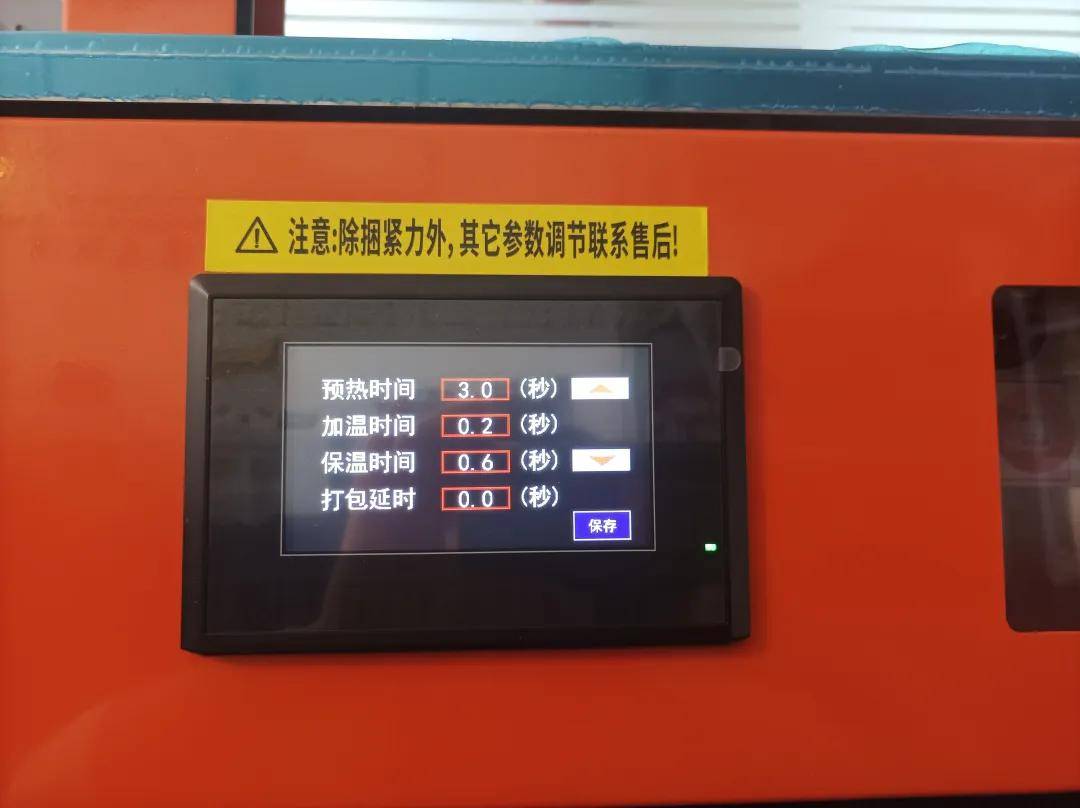 注意:除捆紧力外,其它参数调节联系售后!
预热时间 3.0 (秒)
加温时间 0.2 (秒)
保温时间 0.6 (秒)
打包延时 0.0 (秒)
保存